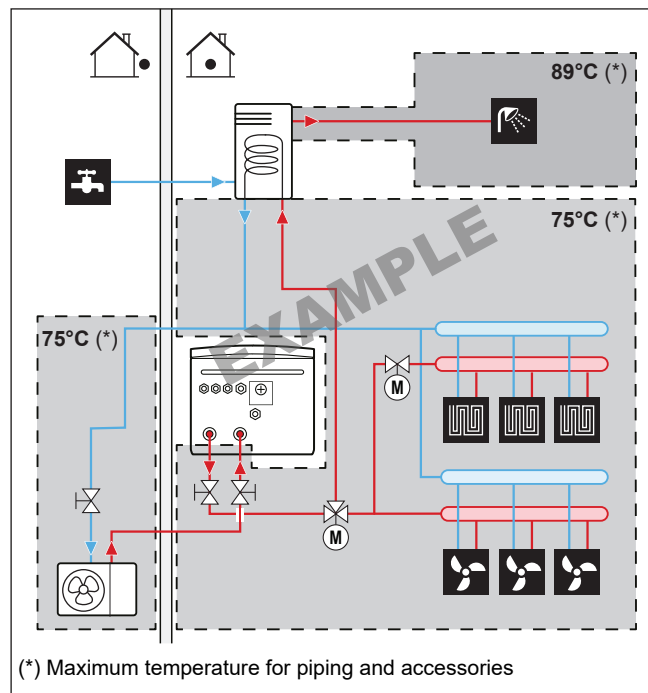 89°C (*)
75°C (*)
EXAMPLE
75°C (*)
M
M
(*) Maximum temperature for piping and accessories